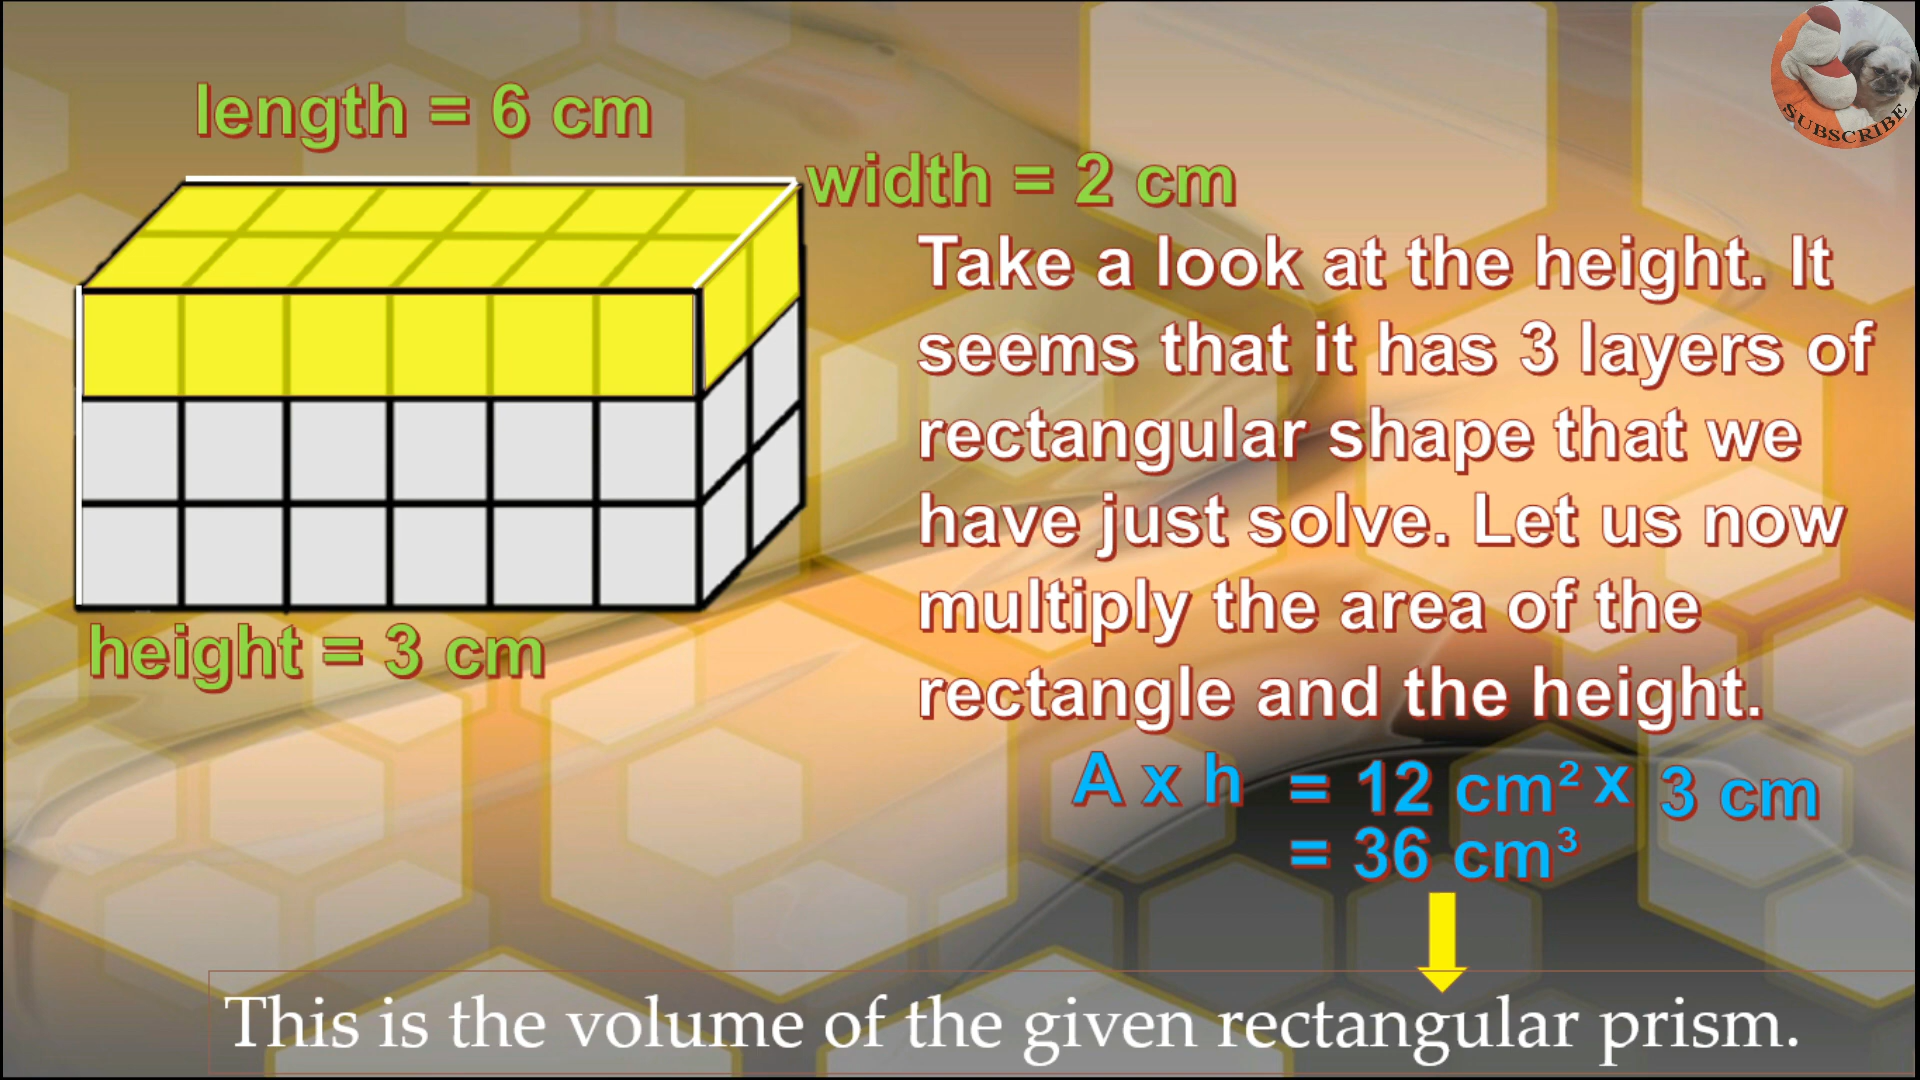 length = 6 cm
width = 2 cm
Take a look at the height. It
seems that it has 3 layers of
rectangular shape that we
have just solve. Let us now
multiply the area of the
rectangle and the height.
height = 3 cm
A x h = 12 cm² x 3 cm
= 36 cm³
This is the volume of the given rectangular prism.
SUBSCRIBE